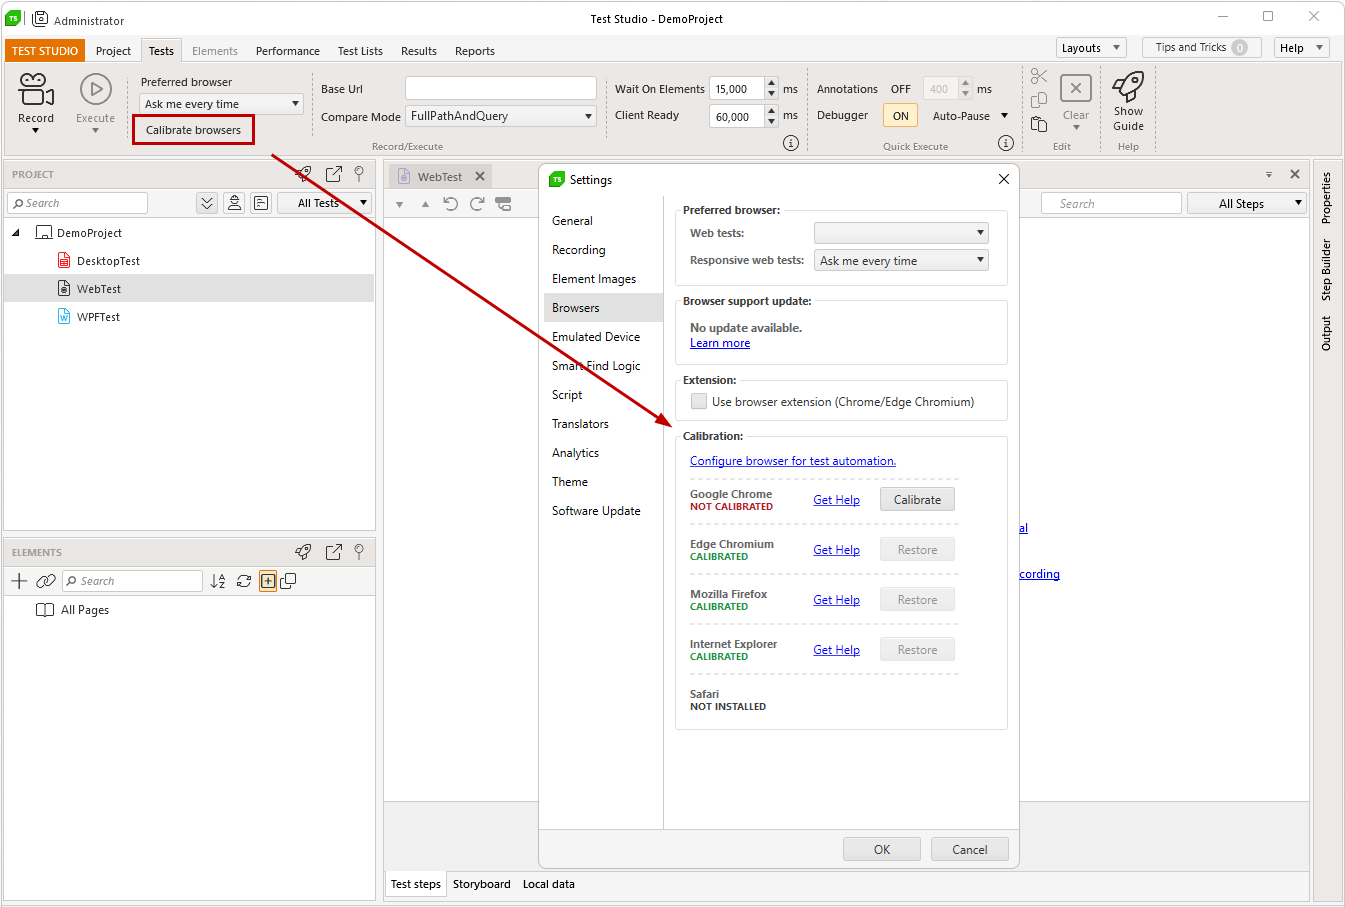 TS
Administrator
Test Studio - DemoProject
TEST STUDIO
Project
Tests
Elements
Performance
Test Lists
Results
Reports
Layouts
Tips and Tricks 0
Help
Record
Execute
Preferred browser
Ask me every time
Calibrate browsers
Base Url
Compare Mode FullPathAndQuery
Record/Execute
Wait On Elements 15,000 ms
Client Ready 60,000 ms
Annotations OFF 400 ms
Debugger ON Auto-Pause
Quick Execute
Clear
Edit
Show
Guide
Help
PROJECT
Search
All Tests
DemoProject
DesktopTest
WebTest
WPFTest
ELEMENTS
Search
All Pages
WebTest
Search
All Steps
al
cording
Test steps
Storyboard
Local data
Properties
Step Builder
Output
TS
Settings
General
Recording
Element Images
Browsers
Emulated Device
Smart Find Logic
Script
Translators
Analytics
Theme
Software Update
Preferred browser:
Web tests:
Responsive web tests: Ask me every time
Browser support update:
No update available.
Learn more
Extension:
Use browser extension (Chrome/Edge Chromium)
Calibration:
Configure browser for test automation.
Google Chrome
NOT CALIBRATED
Get Help
Calibrate
Edge Chromium
CALIBRATED
Get Help
Restore
Mozilla Firefox
CALIBRATED
Get Help
Restore
Internet Explorer
CALIBRATED
Get Help
Restore
Safari
NOT INSTALLED
OK
Cancel